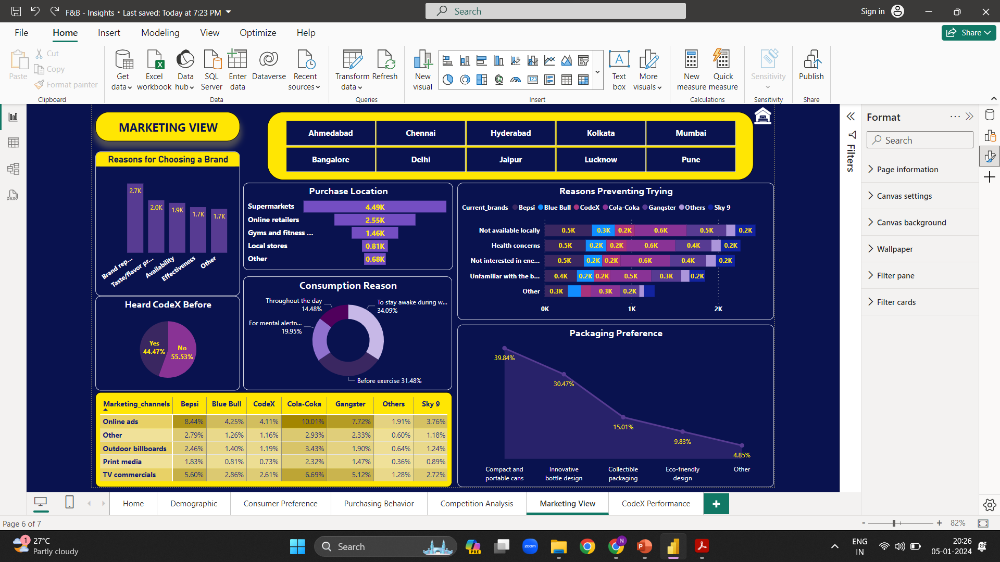 F&B - Insights • Last saved: Today at 7:23 PM
Search
Sign in
File
Home
Insert
Modeling
View
Optimize
Help
Share
Paste
Cut
Copy
Format painter
Clipboard
Get data
Excel workbook
Data hub
SQL Server
Enter data
Dataverse
Recent sources
Data
Transform data
Refresh
Queries
New visual
Text box
More visuals
Insert
New measure
Quick measure
Calculations
Sensitivity
Sensitivity
Publish
Share
MARKETING VIEW
Ahmedabad
Chennai
Hyderabad
Kolkata
Mumbai
Bangalore
Delhi
Jaipur
Lucknow
Pune
Reasons for Choosing a Brand
2.7K
2.0K
1.9K
1.7K
1.7K
Brand rep...
Taste/flavor pr...
Availability
Effectiveness
Other
Heard CodeX Before
Yes
44.47%
No
55.53%
Purchase Location
Supermarkets 4.49K
Online retailers 2.55K
Gyms and fitness ... 1.46K
Local stores 0.81K
Other 0.68K
Consumption Reason
Throughout the day
14.48%
To stay awake during w...
34.09%
For mental alertn...
19.95%
Before exercise 31.48%
Reasons Preventing Trying
Current_brands Bepsi Blue Bull CodeX Cola-Coka Gangster Others Sky 9
Not available locally 0.5K 0.3K 0.2K 0.6K 0.5K 0.2K
Health concerns 0.5K 0.2K 0.2K 0.6K 0.4K 0.2K
Not interested in ene... 0.5K 0.2K 0.2K 0.6K 0.4K 0.2K
Unfamiliar with the b... 0.4K 0.2K 0.2K 0.5K 0.3K 0.2K
Other 0.3K 0.3K 0.2K
0K 1K 2K
Packaging Preference
39.84%
30.47%
15.01%
9.83%
4.85%
Compact and portable cans
Innovative bottle design
Collectible packaging
Eco-friendly design
Other
Marketing_channels Bepsi Blue Bull CodeX Cola-Coka Gangster Others Sky 9
Online ads 8.44% 4.25% 4.11% 10.01% 7.72% 1.91% 3.76%
Other 2.79% 1.26% 1.16% 2.93% 2.33% 0.60% 1.18%
Outdoor billboards 2.46% 1.40% 1.19% 3.43% 1.90% 0.64% 1.24%
Print media 1.83% 0.81% 0.73% 2.32% 1.47% 0.36% 0.89%
TV commercials 5.60% 2.86% 2.61% 6.69% 5.12% 1.28% 2.72%
Filters
Format
Search
Page information
Canvas settings
Canvas background
Wallpaper
Filter pane
Filter cards
Home
Demographic
Consumer Preference
Purchasing Behavior
Competition Analysis
Marketing View
CodeX Performance
Page 6 of 7
82%
1
27°C
Partly cloudy
Search
PRE
zoom
N
ENG
IN
20:26
05-01-2024